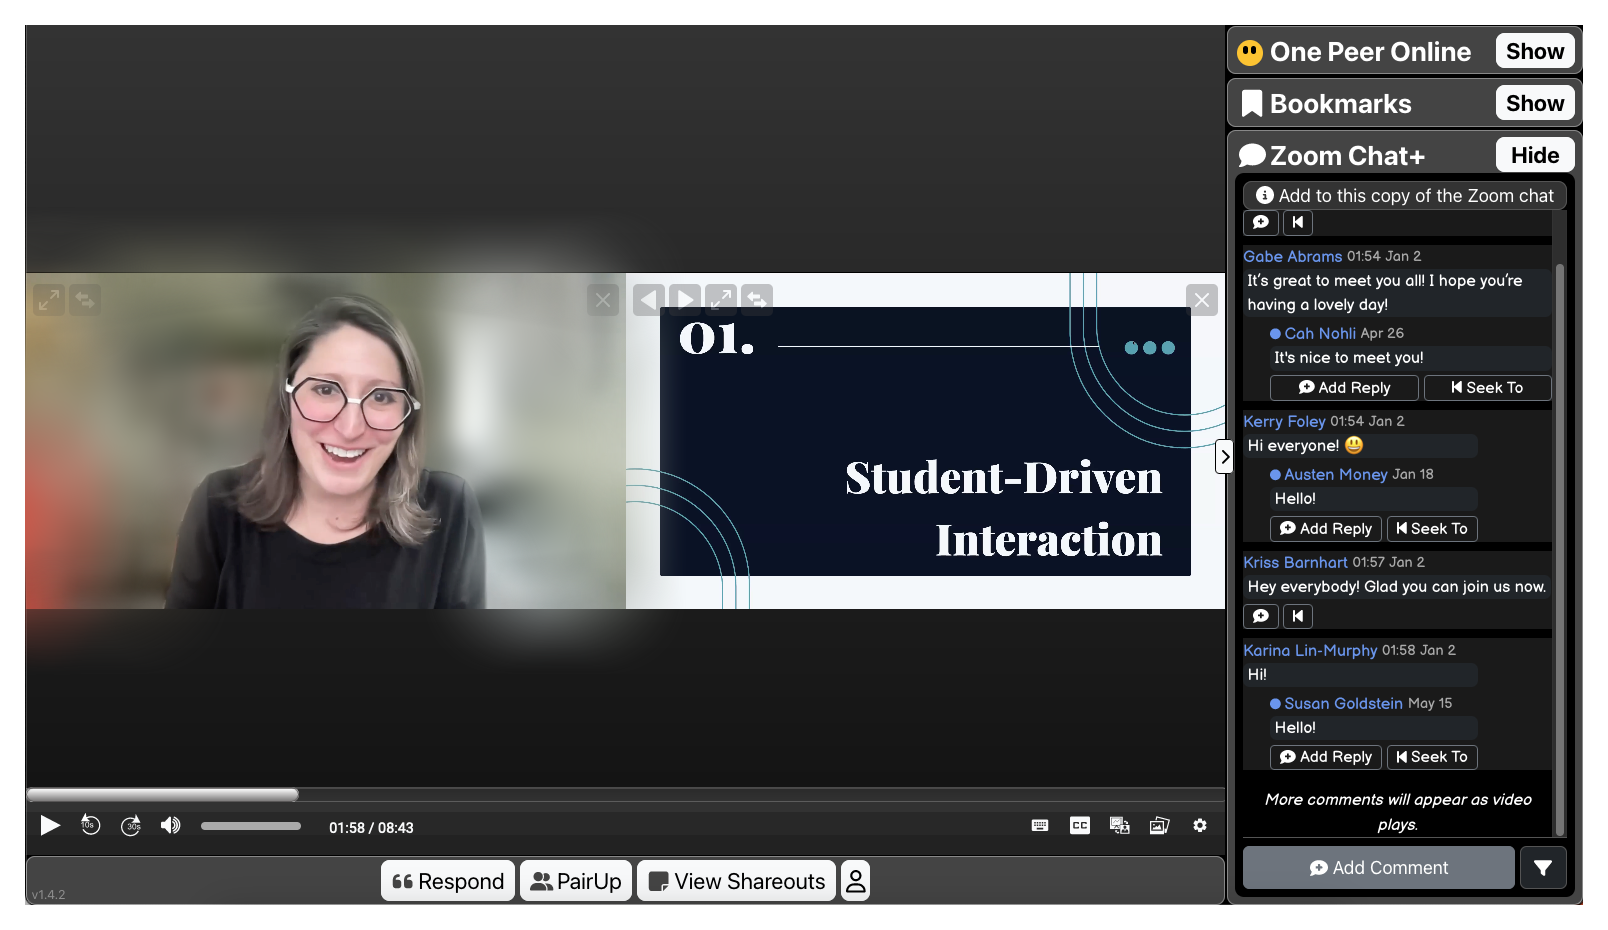 One Peer Online Show
Bookmarks Show
Zoom Chat+ Hide
Add to this copy of the Zoom chat
Gabe Abrams 01:54 Jan 2
It's great to meet you all! I hope you're
having a lovely day!
Cah Nohli Apr 26
It's nice to meet you!
Add Reply Seek To
Kerry Foley 01:54 Jan 2
Hi everyone! 😃
Austen Money Jan 18
Hello!
Add Reply Seek To
Kriss Barnhart 01:57 Jan 2
Hey everybody! Glad you can join us now.
Karina Lin-Murphy 01:58 Jan 2
Hi!
Susan Goldstein May 15
Hello!
Add Reply Seek To
More comments will appear as video
plays.
Add Comment
01.
Student-Driven
Interaction
10s 30s 01:58 / 08:43 CC
v1.4.2 Respond PairUp View Shareouts